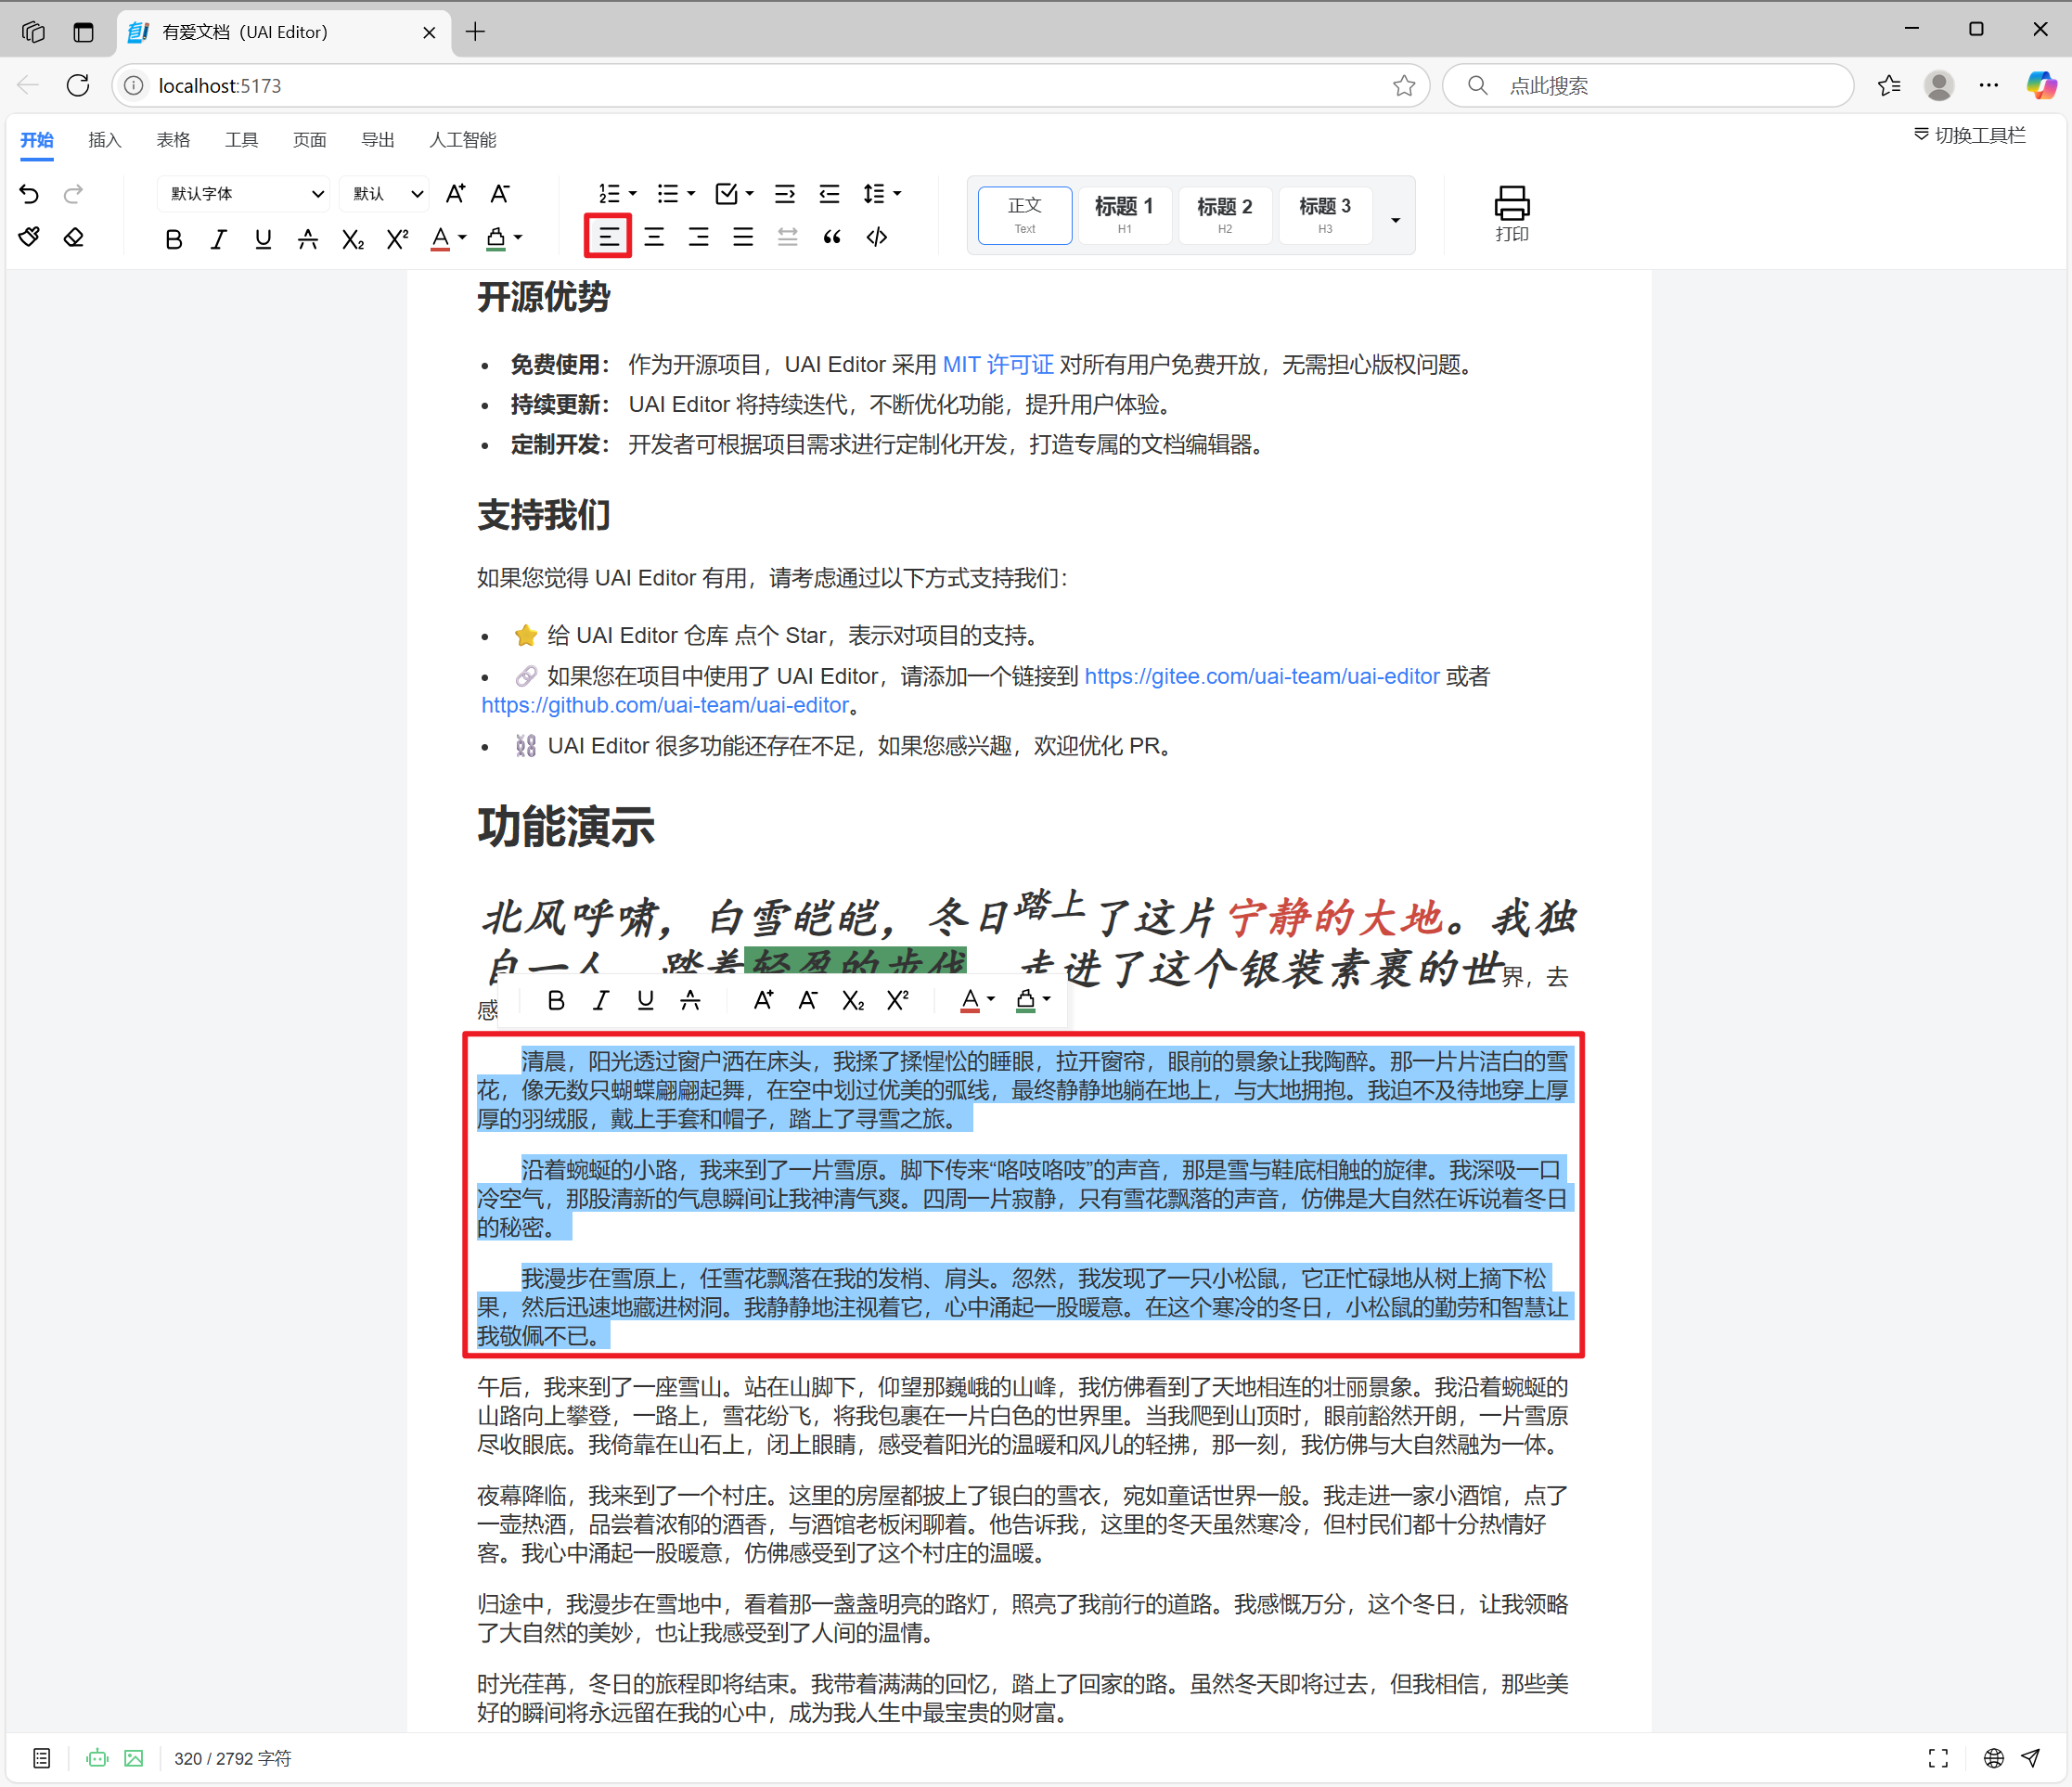 有爱文档（UAI Editor）
localhost:5173
点此搜索
开始 插入 表格 工具 页面 导出 人工智能
切换工具栏
默认字体 默认
正文 Text
标题 1 H1
标题 2 H2
标题 3 H3
打印
开源优势
• 免费使用： 作为开源项目，UAI Editor 采用 MIT 许可证 对所有用户免费开放，无需担心版权问题。
• 持续更新： UAI Editor 将持续迭代，不断优化功能，提升用户体验。
• 定制开发： 开发者可根据项目需求进行定制化开发，打造专属的文档编辑器。
支持我们
如果您觉得 UAI Editor 有用，请考虑通过以下方式支持我们：
• ⭐ 给 UAI Editor 仓库 点个 Star，表示对项目的支持。
• 🔗 如果您在项目中使用了 UAI Editor，请添加一个链接到 https://gitee.com/uai-team/uai-editor 或者
https://github.com/uai-team/uai-editor。
• ⛓ UAI Editor 很多功能还存在不足，如果您感兴趣，欢迎优化 PR。
功能演示
北风呼啸，白雪皑皑，冬日踏上了这片宁静的大地。我独
自一人，踏着轻盈的步伐，走进了这个银装素裹的世界，去
感
清晨，阳光透过窗户洒在床头，我揉了揉惺忪的睡眼，拉开窗帘，眼前的景象让我陶醉。那一片片洁白的雪
花，像无数只蝴蝶翩翩起舞，在空中划过优美的弧线，最终静静地躺在地上，与大地拥抱。我迫不及待地穿上厚
厚的羽绒服，戴上手套和帽子，踏上了寻雪之旅。
沿着蜿蜒的小路，我来到了一片雪原。脚下传来“咯吱咯吱”的声音，那是雪与鞋底相触的旋律。我深吸一口
冷空气，那股清新的气息瞬间让我神清气爽。四周一片寂静，只有雪花飘落的声音，仿佛是大自然在诉说着冬日
的秘密。
我漫步在雪原上，任雪花飘落在我的发梢、肩头。忽然，我发现了一只小松鼠，它正忙碌地从树上摘下松
果，然后迅速地藏进树洞。我静静地注视着它，心中涌起一股暖意。在这个寒冷的冬日，小松鼠的勤劳和智慧让
我敬佩不已。
午后，我来到了一座雪山。站在山脚下，仰望那巍峨的山峰，我仿佛看到了天地相连的壮丽景象。我沿着蜿蜒的
山路向上攀登，一路上，雪花纷飞，将我包裹在一片白色的世界里。当我爬到山顶时，眼前豁然开朗，一片雪原
尽收眼底。我倚靠在山石上，闭上眼睛，感受着阳光的温暖和风儿的轻拂，那一刻，我仿佛与大自然融为一体。
夜幕降临，我来到了一个村庄。这里的房屋都披上了银白的雪衣，宛如童话世界一般。我走进一家小酒馆，点了
一壶热酒，品尝着浓郁的酒香，与酒馆老板闲聊着。他告诉我，这里的冬天虽然寒冷，但村民们都十分热情好
客。我心中涌起一股暖意，仿佛感受到了这个村庄的温暖。
归途中，我漫步在雪地中，看着那一盏盏明亮的路灯，照亮了我前行的道路。我感慨万分，这个冬日，让我领略
了大自然的美妙，也让我感受到了人间的温情。
时光荏苒，冬日的旅程即将结束。我带着满满的回忆，踏上了回家的路。虽然冬天即将过去，但我相信，那些美
好的瞬间将永远留在我的心中，成为我人生中最宝贵的财富。
320 / 2792 字符